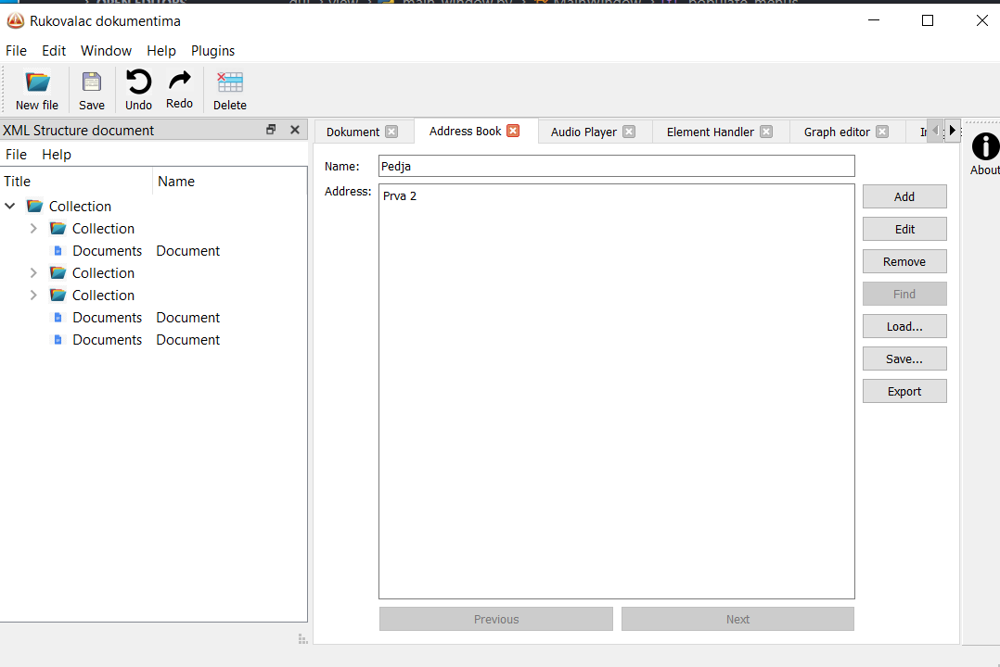 Rukovalac dokumentima
File Edit Window Help Plugins
New file Save Undo Redo Delete
XML Structure document
File Help
Title Name
Collection
Collection
Documents Document
Collection
Collection
Documents Document
Documents Document
Dokument Address Book Audio Player Element Handler Graph editor
Name: Pedja
Address: Prva 2
Add
Edit
Remove
Find
Load...
Save...
Export
Previous Next
About